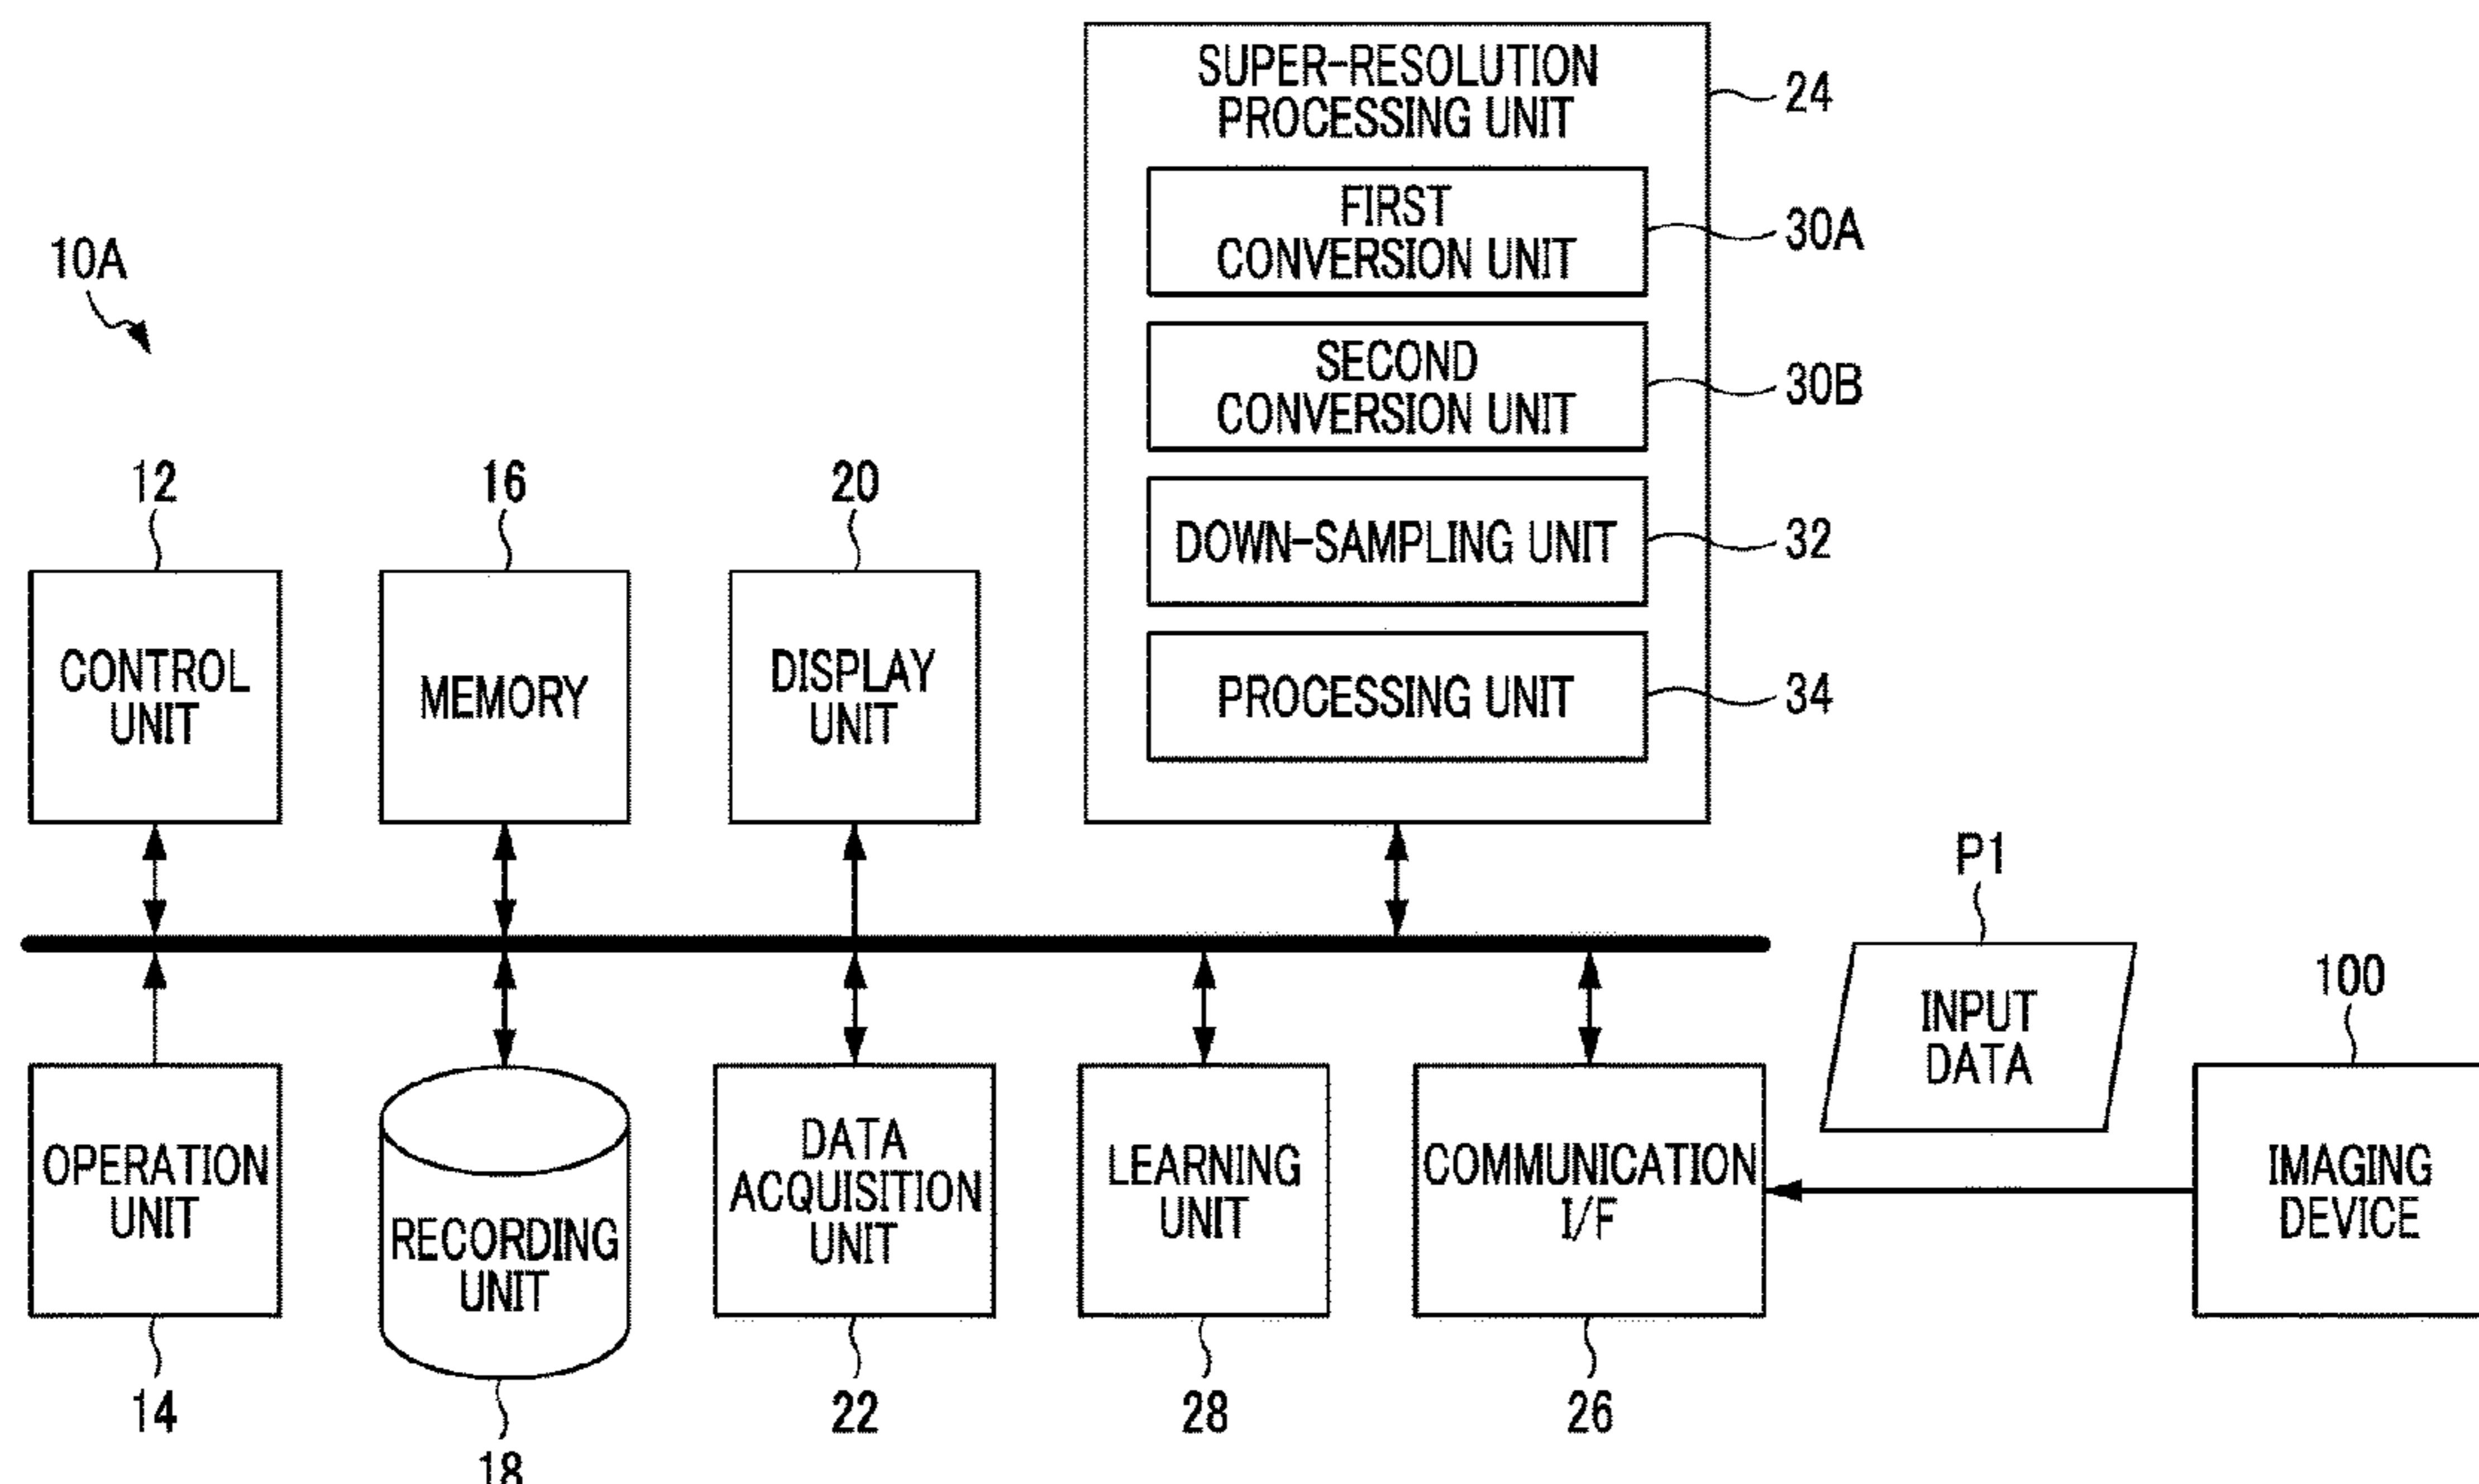 SUPER-RESOLUTION
PROCESSING UNIT
24
FIRST
CONVERSION UNIT
30A
10A
SECOND
CONVERSION UNIT
30B
12
16
20
DOWN-SAMPLING UNIT
32
CONTROL
UNIT
MEMORY
DISPLAY
UNIT
PROCESSING UNIT
34
P1
INPUT
DATA
100
OPERATION
UNIT
RECORDING
UNIT
DATA
ACQUISITION
UNIT
LEARNING
UNIT
COMMUNICATION
I/F
IMAGING
DEVICE
14
18
22
28
26